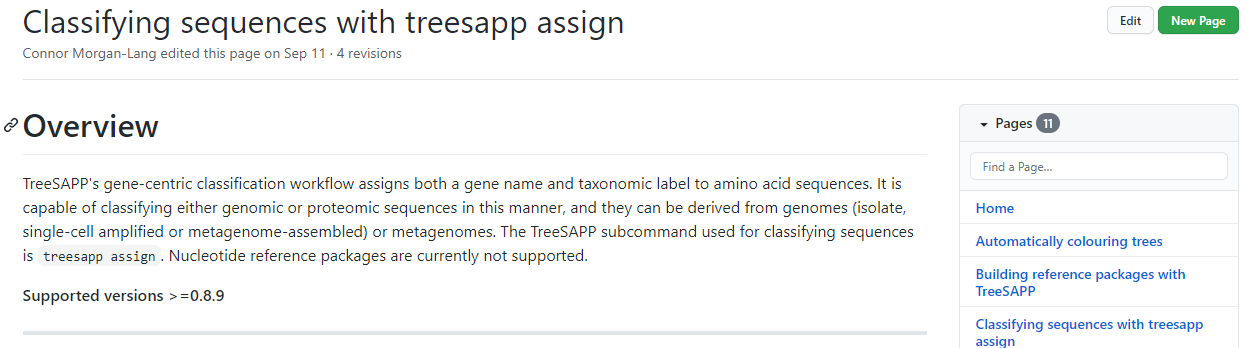 Classifying sequences with treesapp assign
Edit
New Page
Connor Morgan-Lang edited this page on Sep 11 · 4 revisions
Overview
TreeSAPP's gene-centric classification workflow assigns both a gene name and taxonomic label to amino acid sequences. It is
capable of classifying either genomic or proteomic sequences in this manner, and they can be derived from genomes (isolate,
single-cell amplified or metagenome-assembled) or metagenomes. The TreeSAPP subcommand used for classifying sequences
is treesapp assign. Nucleotide reference packages are currently not supported.
Supported versions >=0.8.9
Pages 11
Find a Page...
Home
Automatically colouring trees
Building reference packages with
TreeSAPP
Classifying sequences with treesapp
assign